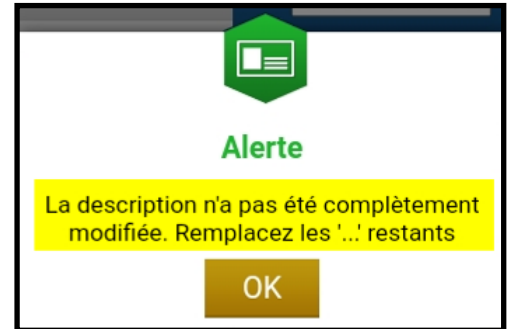 Alerte
La description n'a pas été complètement
modifiée. Remplacez les '...' restants
OK